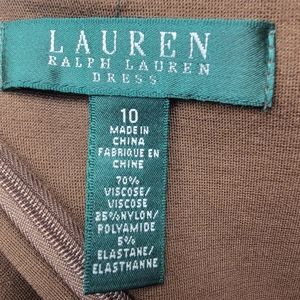 LAUREN
RALPH LAUREN
DRESS
10
MADE IN
CHINA
FABRIQUE EN
CHINE
70%
VISCOSE/
VISCOSE
25%NYLON/
POLYAMIDE
5%
ELASTANE/
ELASTHANNE